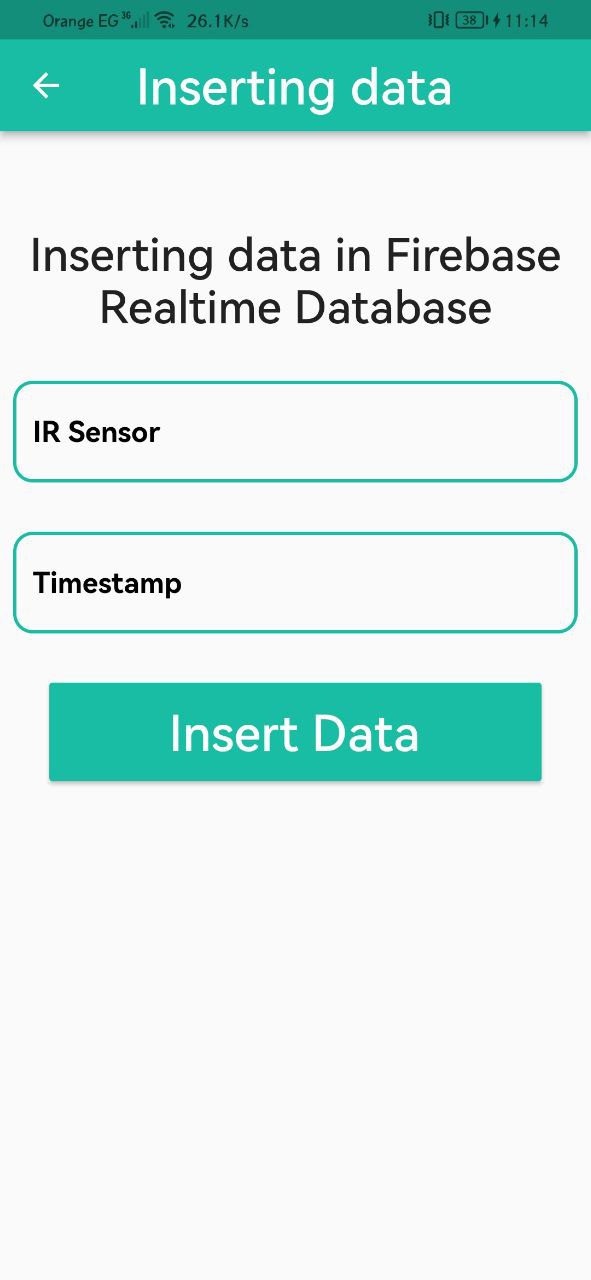 Orange EG 3G 26.1K/s 38 11:14
Inserting data
Inserting data in Firebase
Realtime Database
IR Sensor
Timestamp
Insert Data